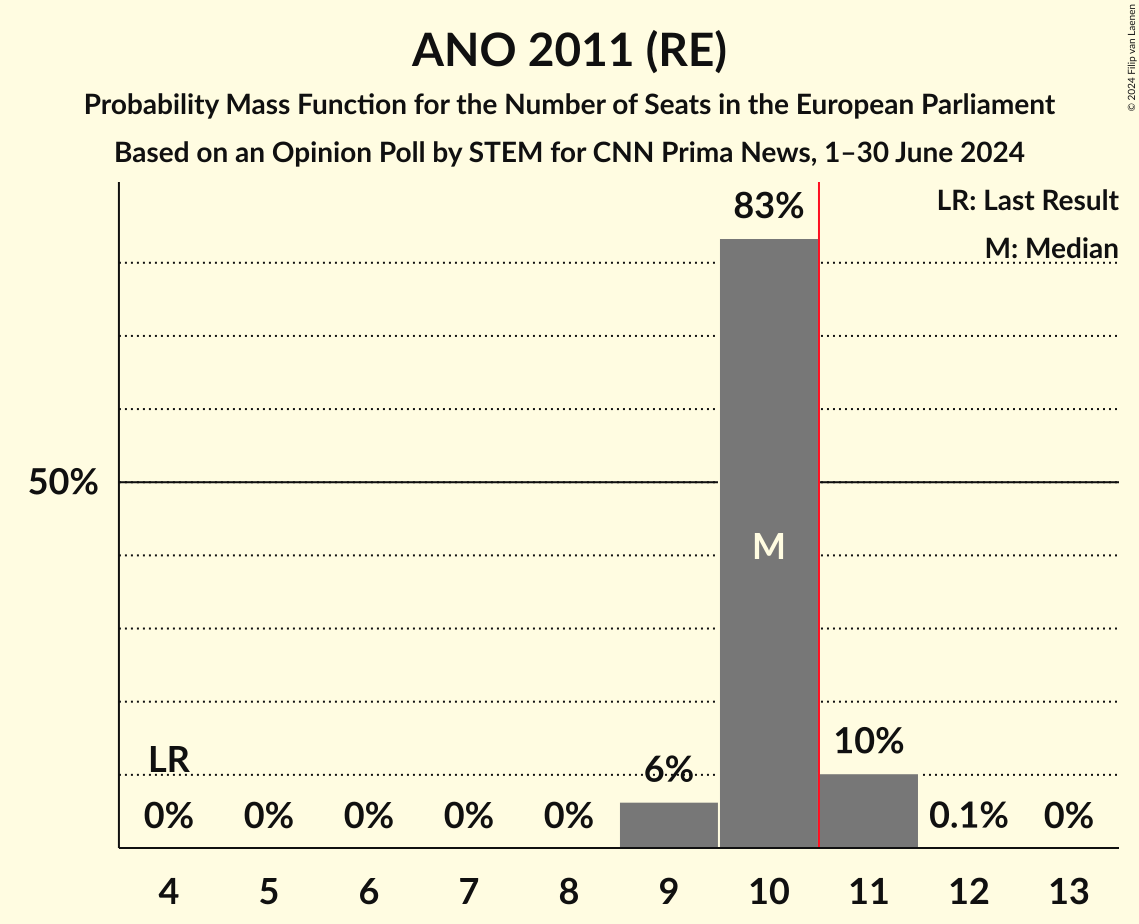 ANO 2011 (RE)
Probability Mass Function for the Number of Seats in the European Parliament
Based on an Opinion Poll by STEM for CNN Prima News, 1–30 June 2024
© 2024 Filip van Laenen
LR: Last Result
M: Median
83%
50%
M
LR
0%
0%
0%
0%
0%
6%
10%
0.1%
0%
4 5 6 7 8 9 10 11 12 13